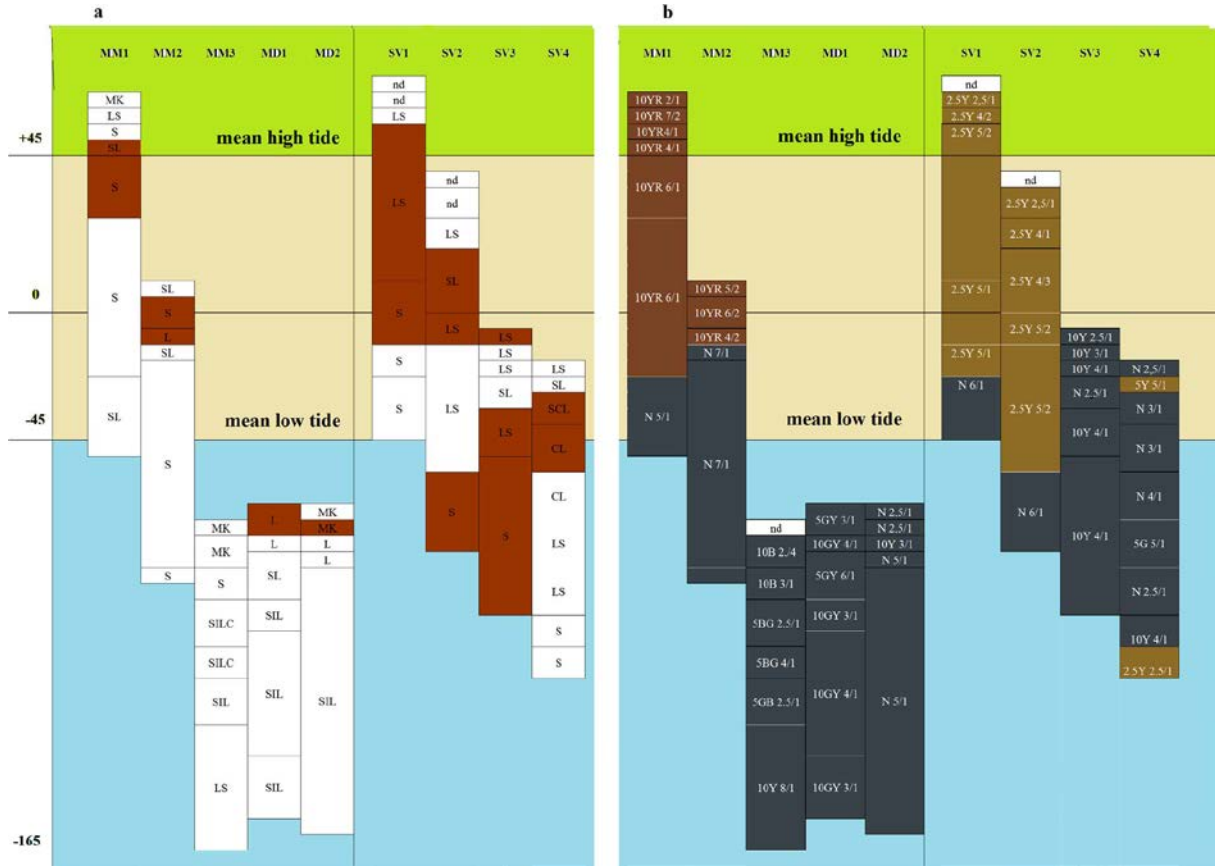 a
MM1 MM2 MM3 MD1 MD2 SV1 SV2 SV3 SV4
+45
0
-45
-165
mean high tide
mean low tide
MK
LS
S
SL
S
S
SL
SL
S
L
SL
S
S
MK
MK
S
SILC
SILC
SIL
LS
L
L
SL
SIL
SIL
SIL
MK
MK
L
L
SIL
nd
nd
LS
LS
S
S
S
nd
nd
LS
SL
LS
LS
S
LS
LS
LS
SL
LS
S
LS
SL
SCL
CL
CL
LS
LS
S
S
b
MM1 MM2 MM3 MD1 MD2 SV1 SV2 SV3 SV4
mean high tide
mean low tide
10YR 2/1
10YR 7/2
10YR4/1
10YR 4/1
10YR 6/1
10YR 6/1
N 5/1
10YR 5/2
10YR 6/2
10YR 4/2
N 7/1
N 7/1
nd
10B 2./4
10B 3/1
5BG 2.5/1
5BG 4/1
5GB 2.5/1
10Y 8/1
5GY 3/1
10GY 4/1
5GY 6/1
10GY 3/1
10GY 4/1
10GY 3/1
N 2.5/1
N 2.5/1
10Y 3/1
N 5/1
N 5/1
nd
2.5Y 2,5/1
2.5Y 4/2
2.5Y 5/2
2.5Y 5/1
2.5Y 5/1
N 6/1
nd
2.5Y 2,5/1
2.5Y 4/1
2.5Y 4/3
2.5Y 5/2
2.5Y 5/2
N 6/1
10Y 2.5/1
10Y 3/1
10Y 4/1
N 2.5/1
10Y 4/1
10Y 4/1
N 2,5/1
5Y 5/1
N 3/1
N 3/1
N 4/1
5G 5/1
N 2.5/1
10Y 4/1
2.5Y 2.5/1